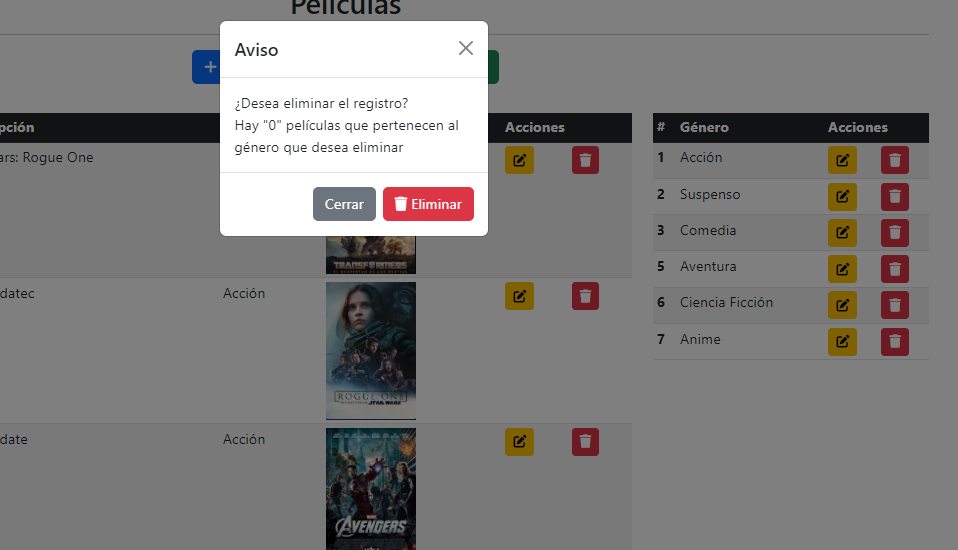 Películas
Aviso
¿Desea eliminar el registro?
Hay "0" películas que pertenecen al
género que desea eliminar
Cerrar
Eliminar
pción
Acciones
ars: Rogue One
TRANSFORMERS
datec
Acción
ROGUE ONE
STAR WARS
date
Acción
AVENGERS
# Género Acciones
1 Acción
2 Suspenso
3 Comedia
5 Aventura
6 Ciencia Ficción
7 Anime